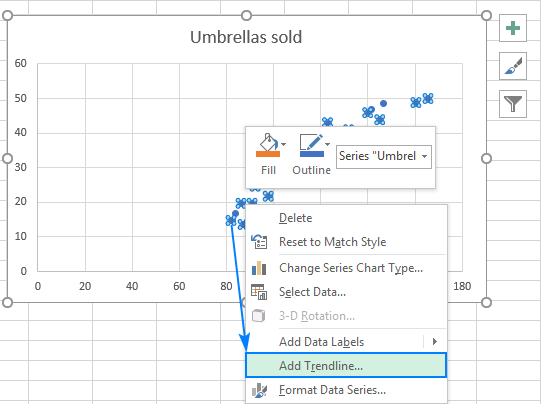 Umbrellas sold
60
50
40
30
20
10
0
0
20
40
60
80
180
Fill
Outline
Series "Umbrel
Delete
Reset to Match Style
Change Series Chart Type...
Select Data...
3-D Rotation...
Add Data Labels
Add Trendline...
Format Data Series...